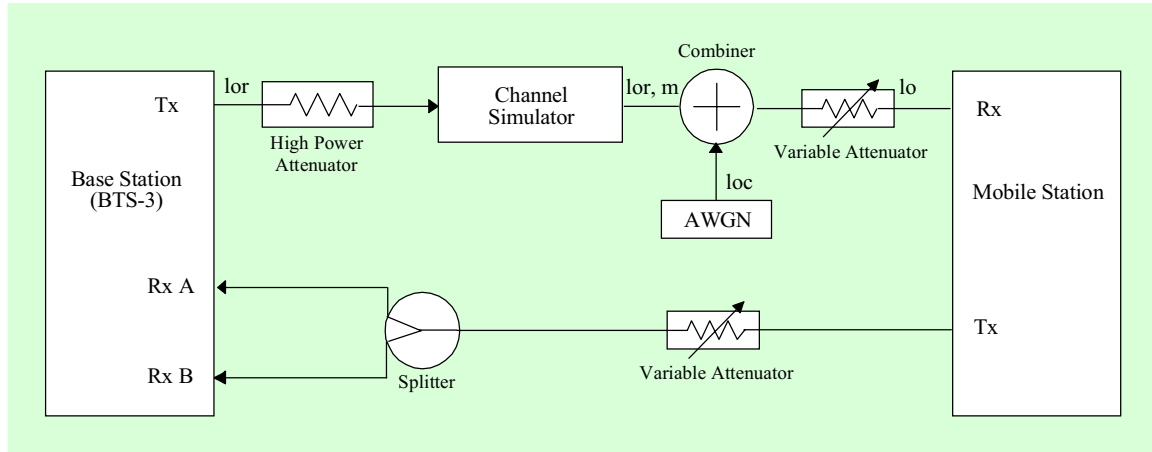 Combiner
Tx
Ior
High Power
Attenuator
Channel
Simulator
Ior, m
Io
Variable Attenuator
Rx
Ioc
AWGN
Base Station
(BTS-3)
Mobile Station
Rx A
Rx B
Splitter
Variable Attenuator
Tx